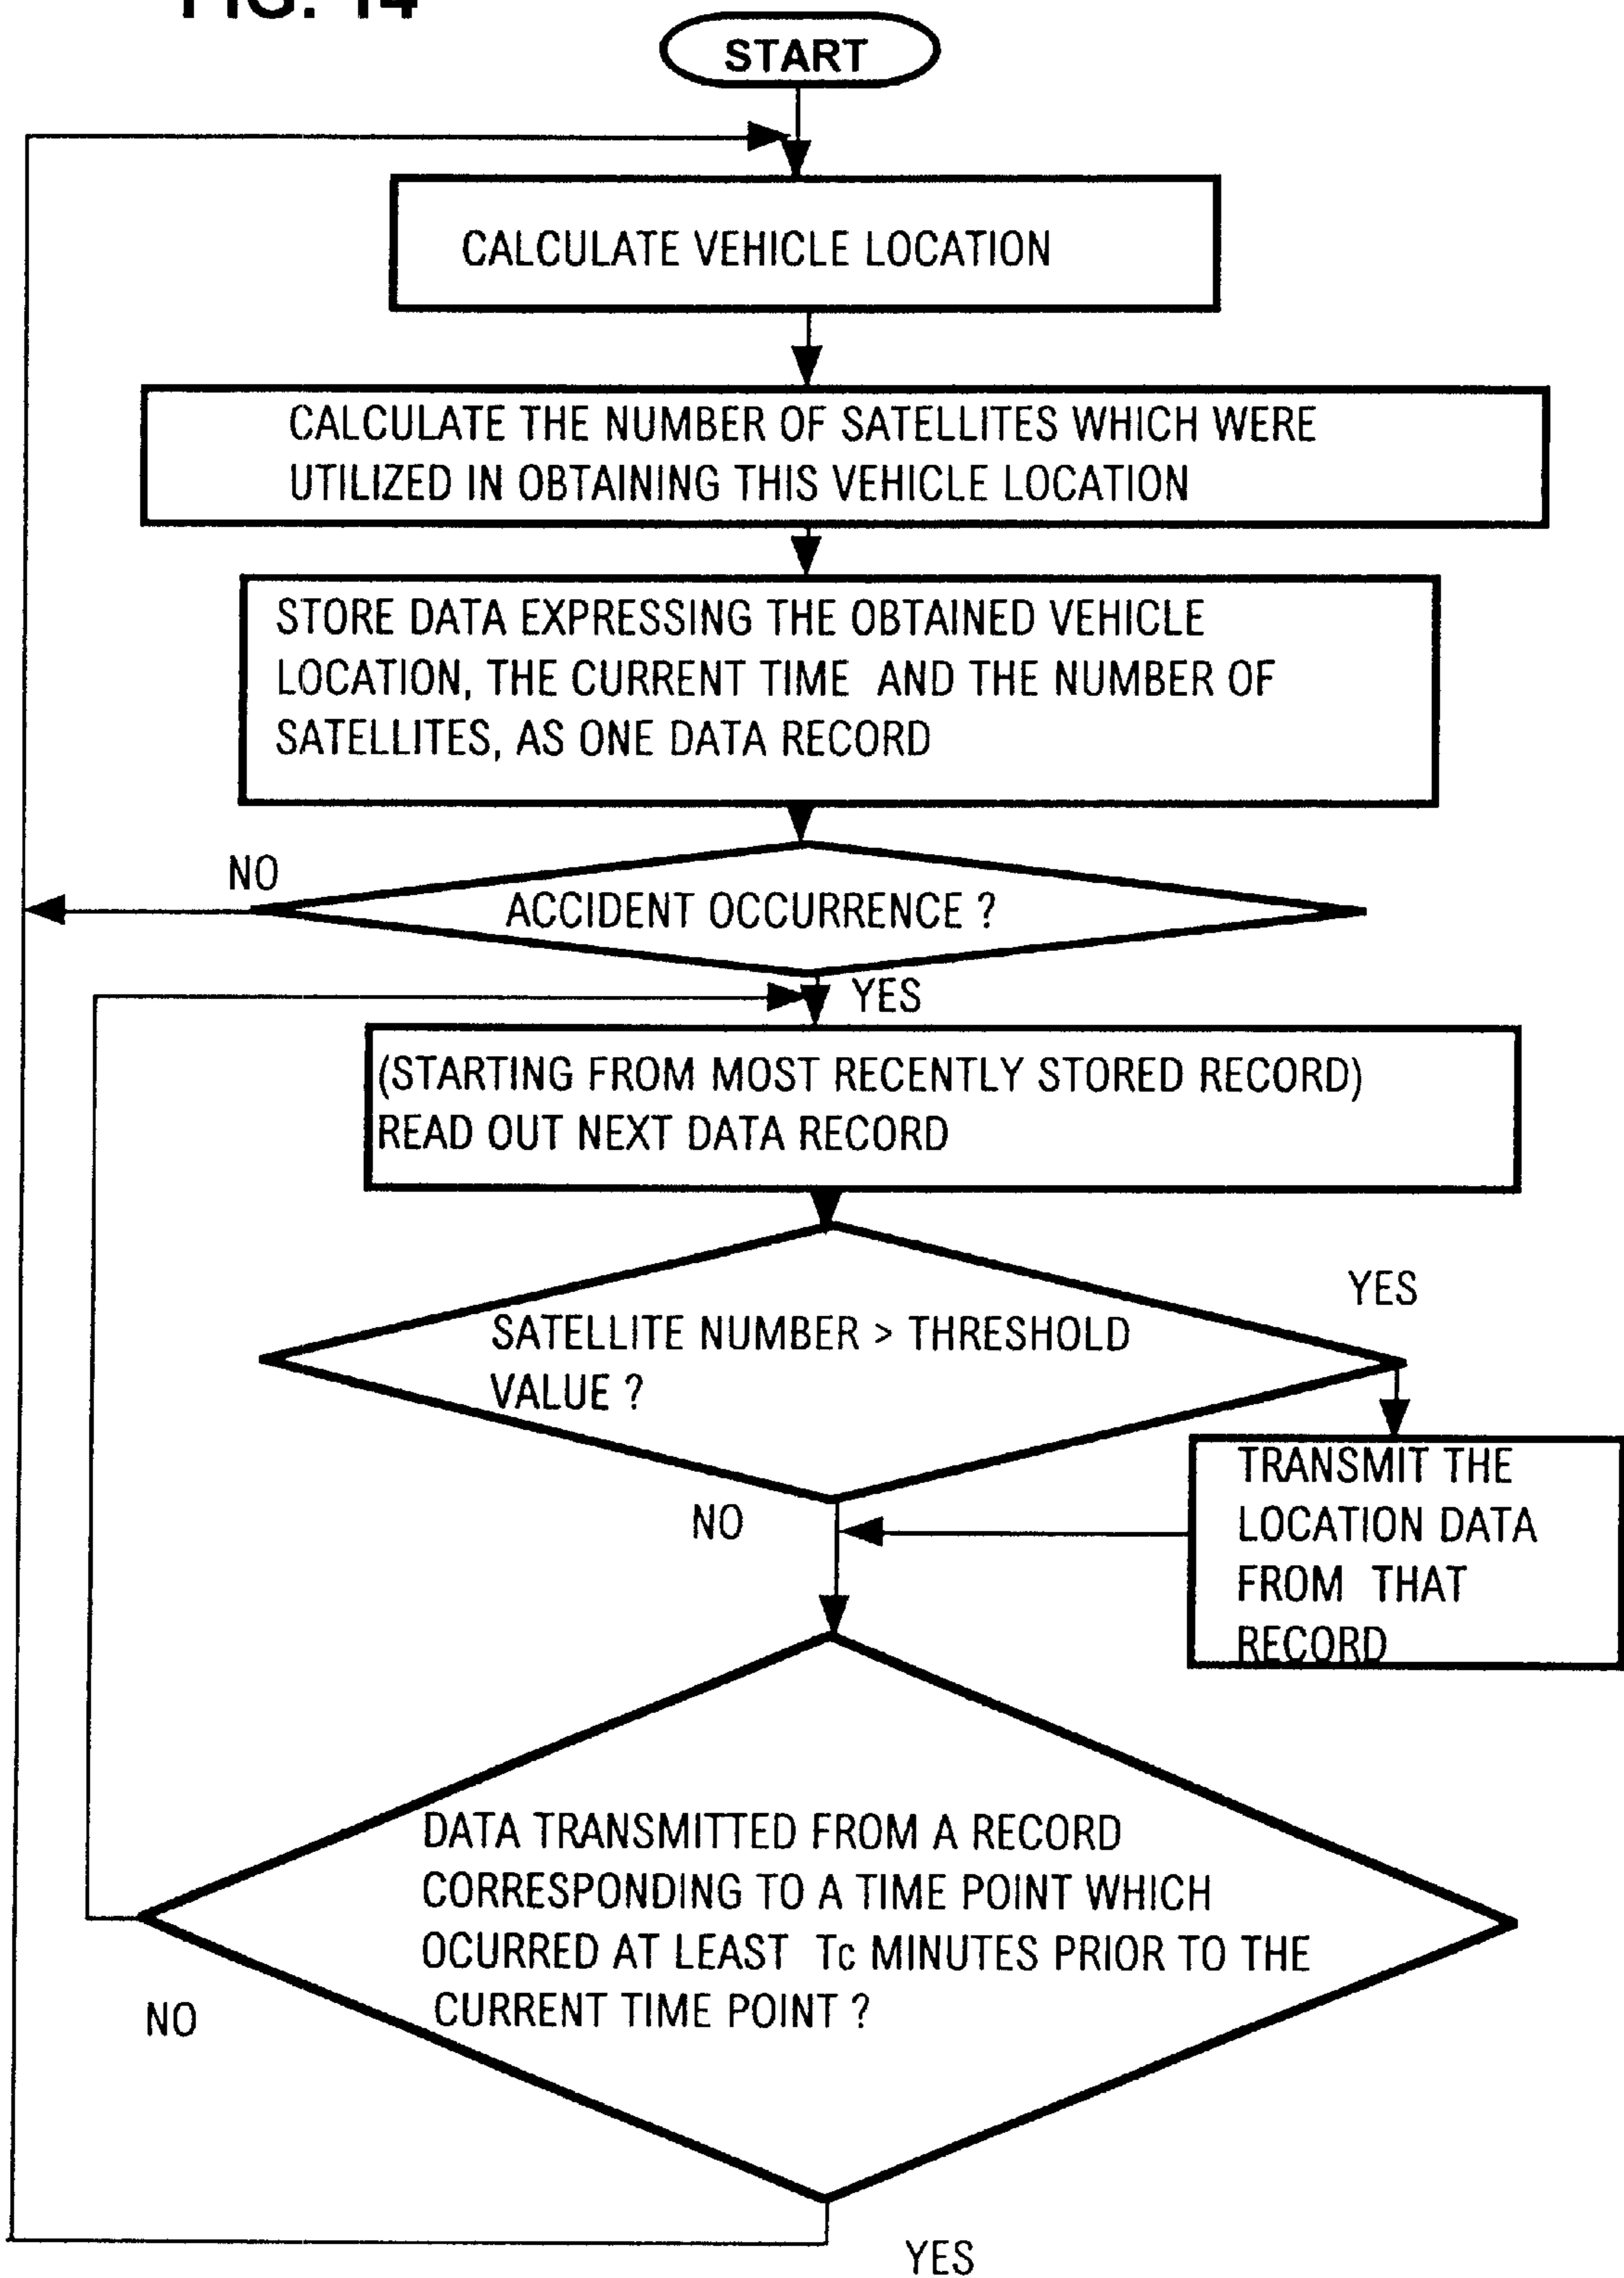 FIG. 14
START
CALCULATE VEHICLE LOCATION
CALCULATE THE NUMBER OF SATELLITES WHICH WERE
UTILIZED IN OBTAINING THIS VEHICLE LOCATION
STORE DATA EXPRESSING THE OBTAINED VEHICLE
LOCATION, THE CURRENT TIME AND THE NUMBER OF
SATELLITES, AS ONE DATA RECORD
NO
ACCIDENT OCCURRENCE ?
YES
(STARTING FROM MOST RECENTLY STORED RECORD)
READ OUT NEXT DATA RECORD
YES
SATELLITE NUMBER > THRESHOLD
VALUE ?
NO
TRANSMIT THE
LOCATION DATA
FROM THAT
RECORD
DATA TRANSMITTED FROM A RECORD
CORRESPONDING TO A TIME POINT WHICH
OCURRED AT LEAST Tc MINUTES PRIOR TO THE
CURRENT TIME POINT ?
NO
YES